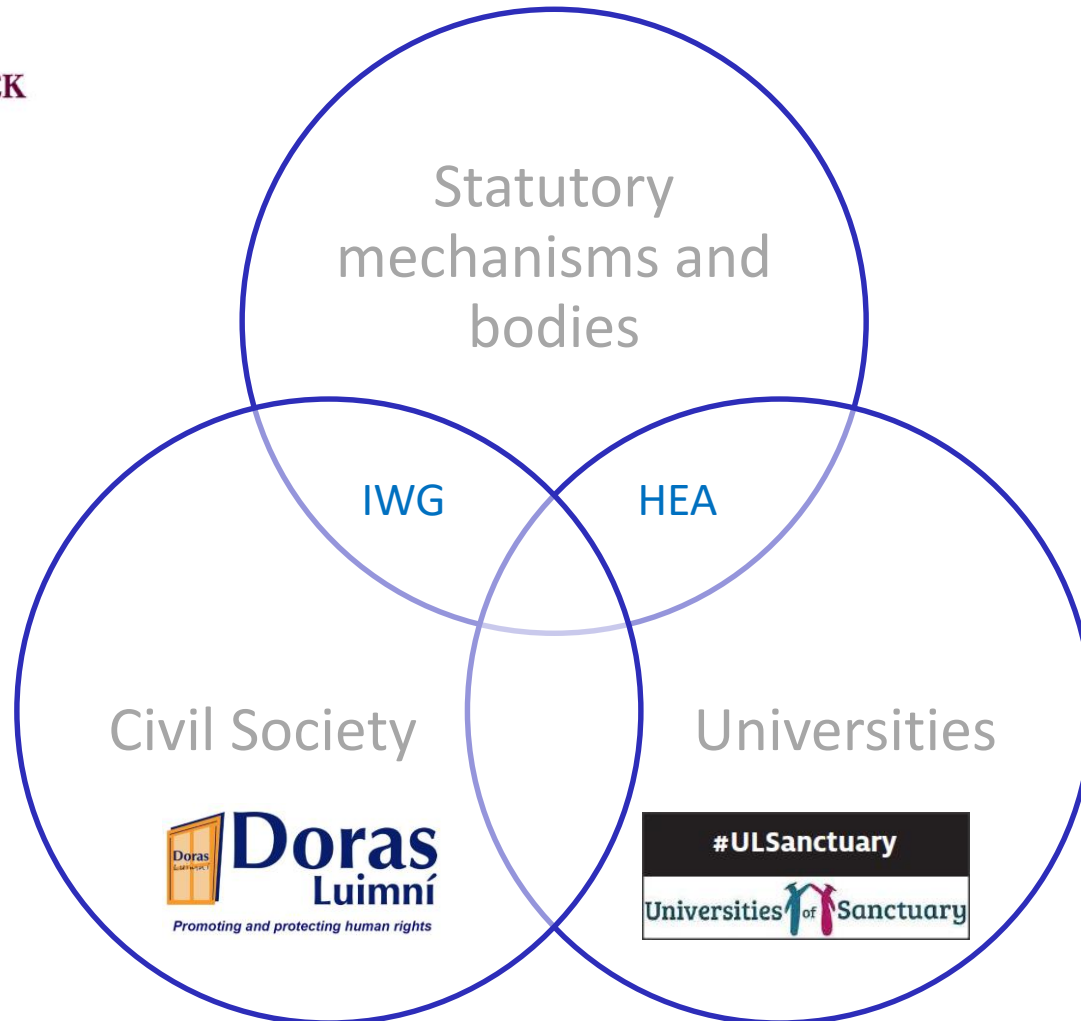 Statutory
mechanisms and
bodies
IWG
HEA
Civil Society
Universities
Doras
Doras
Luimní
Promoting and protecting human rights
#ULSanctuary
Universities of Sanctuary